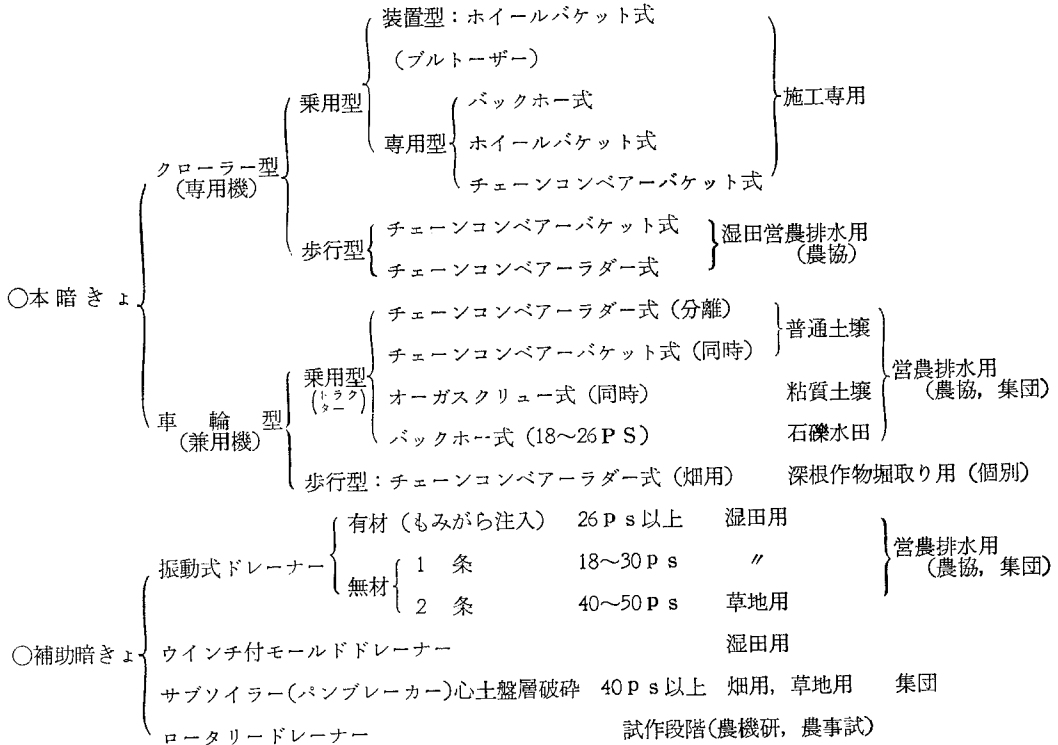 装置型：ホイールバケット式
（ブルトーザー）
乗用型
バックホー式
施工専用
専用型
ホイールバケット式
クローラー型
（専用機）
チェーンコンベアーバケット式
チェーンコンベアーバケット式
湿田営農排水用
（農協）
歩行型
チェーンコンベアーラダー式
○本暗きょ
チェーンコンベアーラダー式（分離）
普通土壌
チェーンコンベアーバケット式（同時）
営農排水用
（農協，集団）
乗用型
（トラクター）
オーガスクリュー式（同時） 粘質土壌
車輪型
（兼用機）
バックホー式（18～26PS） 石礫水田
歩行型：チェーンコンベアーラダー式（畑用） 深根作物堀取り用（個別）
有材（もみがら注入） 26ps以上 湿田用
営農排水用
（農協，集団）
振動式ドレーナー
1 条 18～30ps 〃
無材
2 条 40～50ps 草地用
○補助暗きょ
ウインチ付モールドドレーナー 湿田用
サブソイラー（パンブレーカー）心土盤層破砕 40ps以上 畑用，草地用 集団
ロータリードレーナー 試作段階（農機研，農事試）